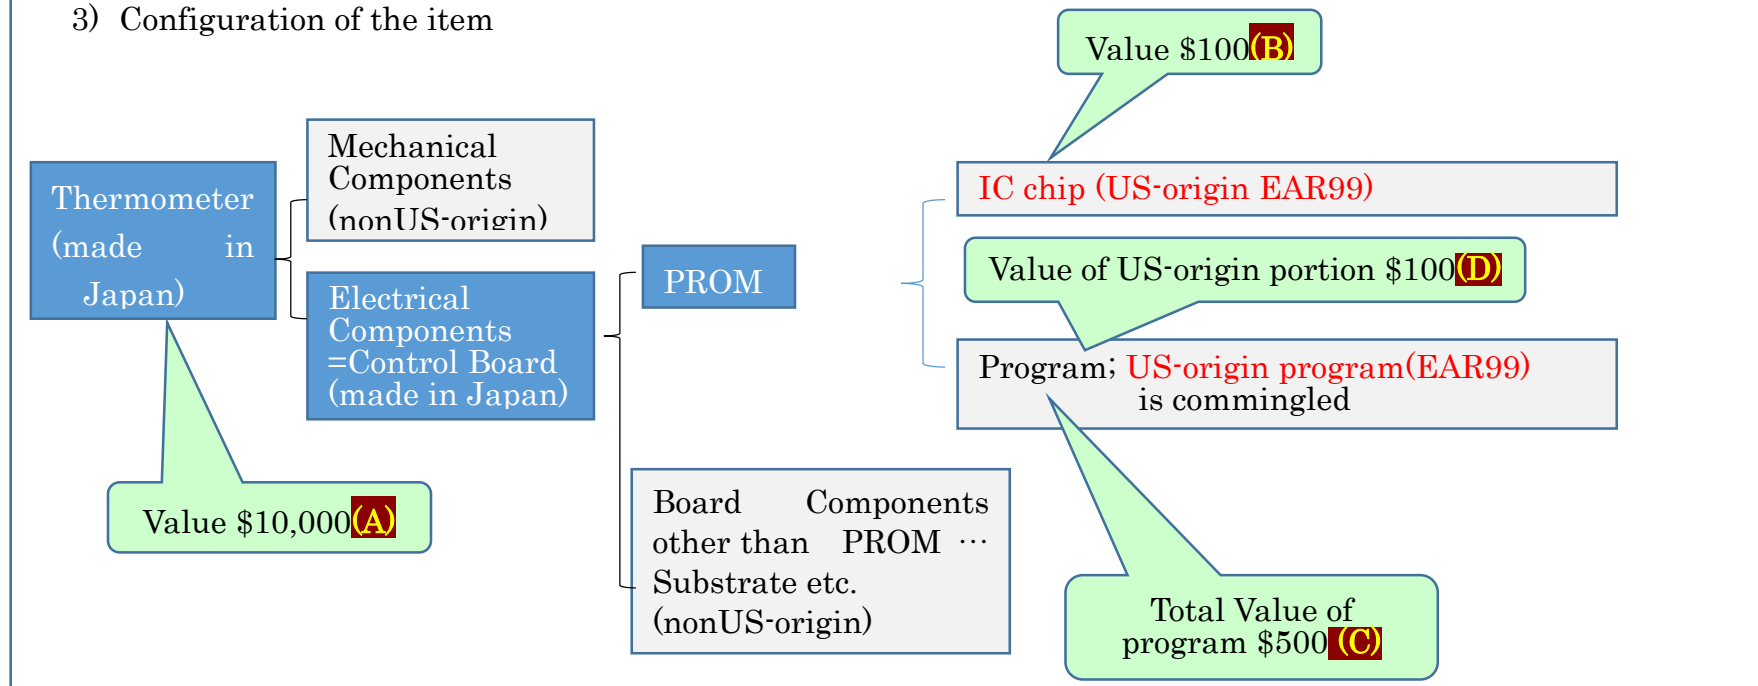 3) Configuration of the item
Value $100(B)
Mechanical
Components
(nonUS-origin)
Thermometer
(made in
Japan)
IC chip (US-origin EAR99)
Value of US-origin portion $100(D)
PROM
Electrical
Components
=Control Board
(made in Japan)
Program; US-origin program(EAR99)
is commingled
Value $10,000(A)
Board Components
other than PROM …
Substrate etc.
(nonUS-origin)
Total Value of
program $500 (C)